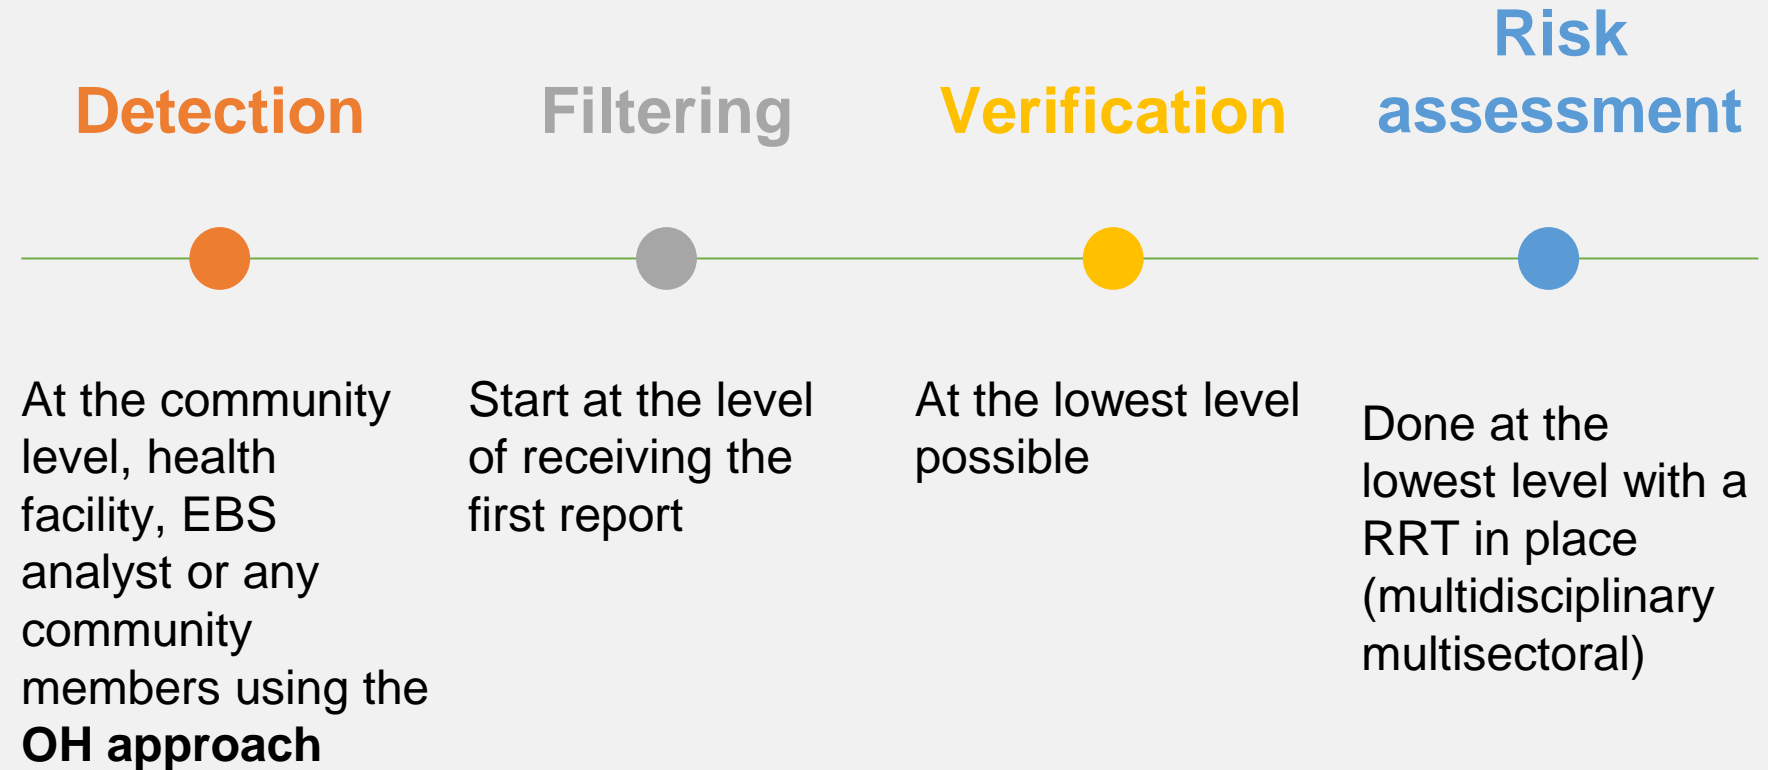 Detection
At the community
level, health
facility, EBS
analyst or any
community
members using the
OH approach
Filtering
Start at the level
of receiving the
first report
Verification
At the lowest level
possible
Risk
assessment
Done at the
lowest level with a
RRT in place
(multidisciplinary
multisectoral)